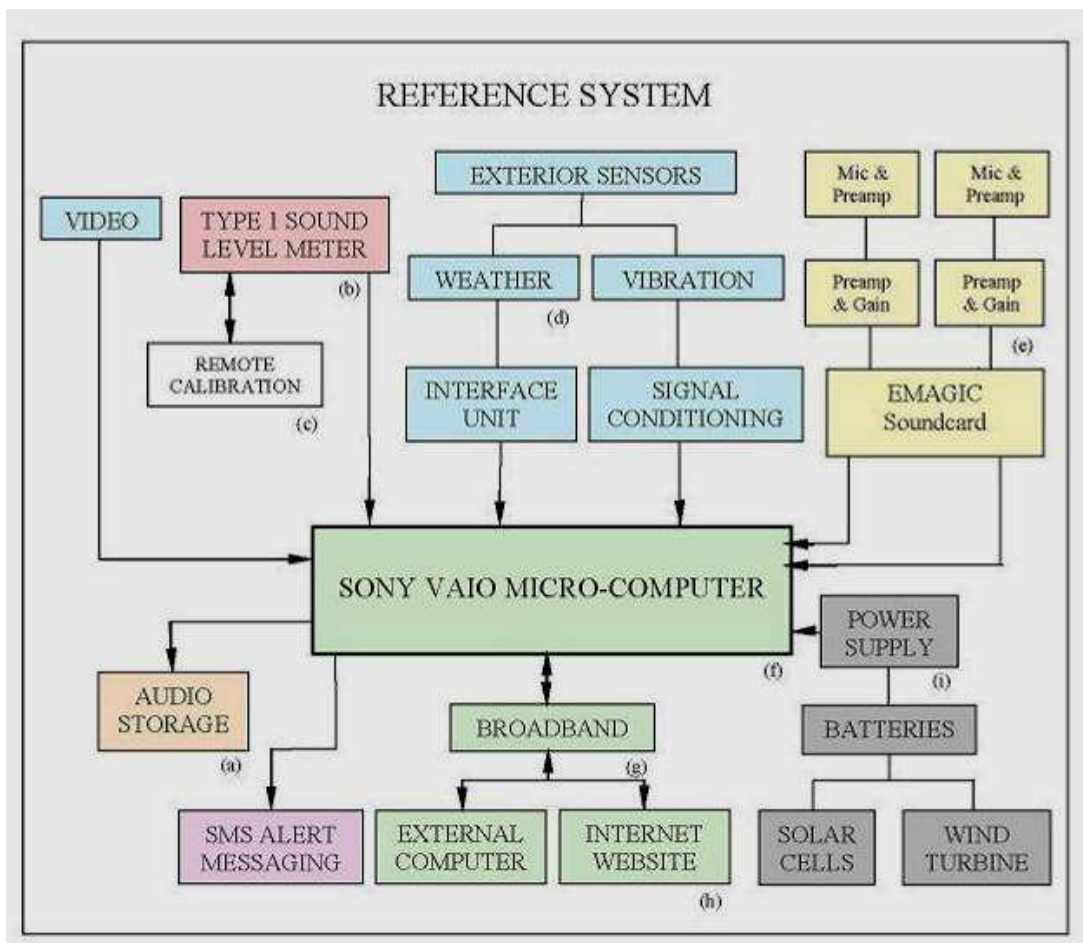 REFERENCE SYSTEM
EXTERIOR SENSORS
Mic &
Preamp
Mic &
Preamp
VIDEO
TYPE 1 SOUND
LEVEL METER
(b)
WEATHER
(d)
VIBRATION
Preamp
& Gain
Preamp
& Gain
(e)
REMOTE
CALIBRATION
(c)
INTERFACE
UNIT
SIGNAL
CONDITIONING
EMAGIC
Soundcard
SONY VAIO MICRO-COMPUTER
(f)
POWER
SUPPLY
(i)
AUDIO
STORAGE
(a)
BROADBAND
(g)
BATTERIES
SMS ALERT
MESSAGING
EXTERNAL
COMPUTER
INTERNET
WEBSITE
(h)
SOLAR
CELLS
WIND
TURBINE